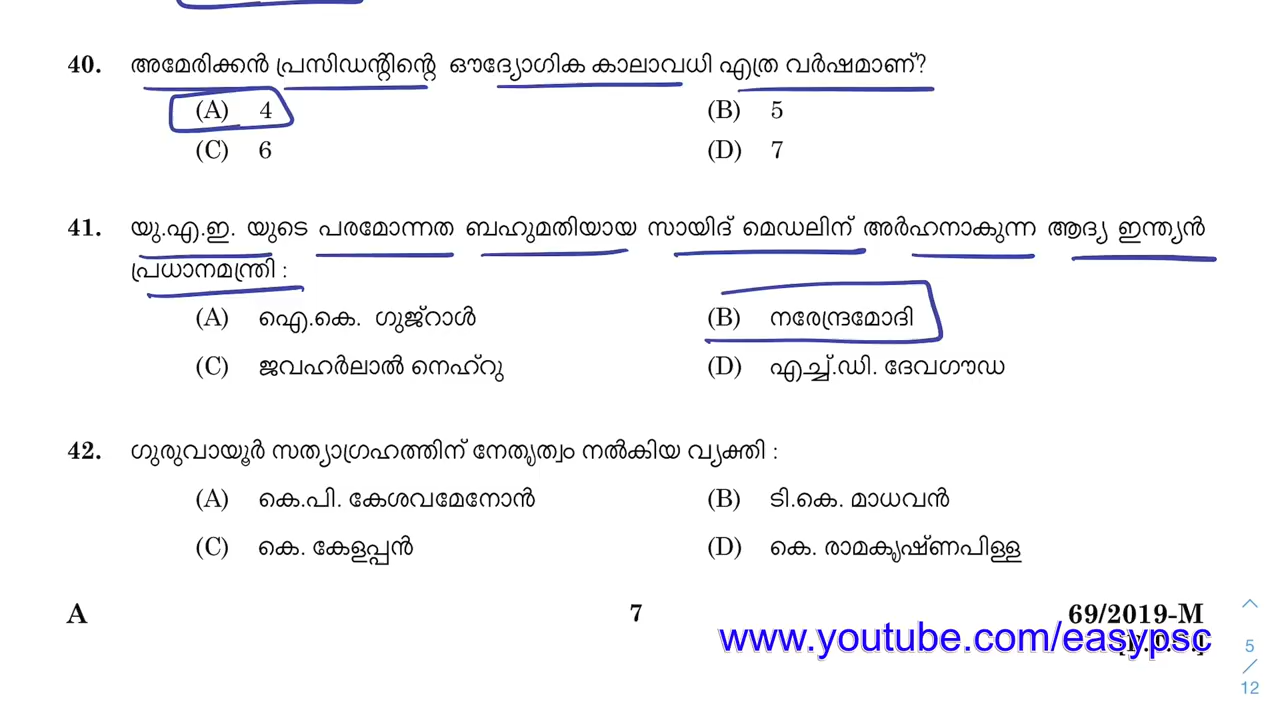 40. അമേരിക്കൻ പ്രസിഡന്റിന്റെ ഔദ്യോഗിക കാലാവധി എത്ര വർഷമാണ്?
(A) 4 (B) 5
(C) 6 (D) 7
41. യു.എ.ഇ. യുടെ പരമോന്നത ബഹുമതിയായ സായിദ് മെഡലിന് അർഹനാകുന്ന ആദ്യ ഇന്ത്യൻ
പ്രധാനമന്ത്രി :
(A) ഐ.കെ. ഗുജ്റാൾ (B) നരേന്ദ്രമോദി
(C) ജവഹർലാൽ നെഹ്റു (D) എച്ച്.ഡി. ദേവഗൗഡ
42. ഗുരുവായൂർ സത്യാഗ്രഹത്തിന് നേതൃത്വം നൽകിയ വ്യക്തി :
(A) കെ.പി. കേശവമേനോൻ (B) ടി.കെ. മാധവൻ
(C) കെ. കേളപ്പൻ (D) കെ. രാമകൃഷ്ണപിള്ള
A 7 69/2019-M
www.youtube.com/easypsc
5
/
12